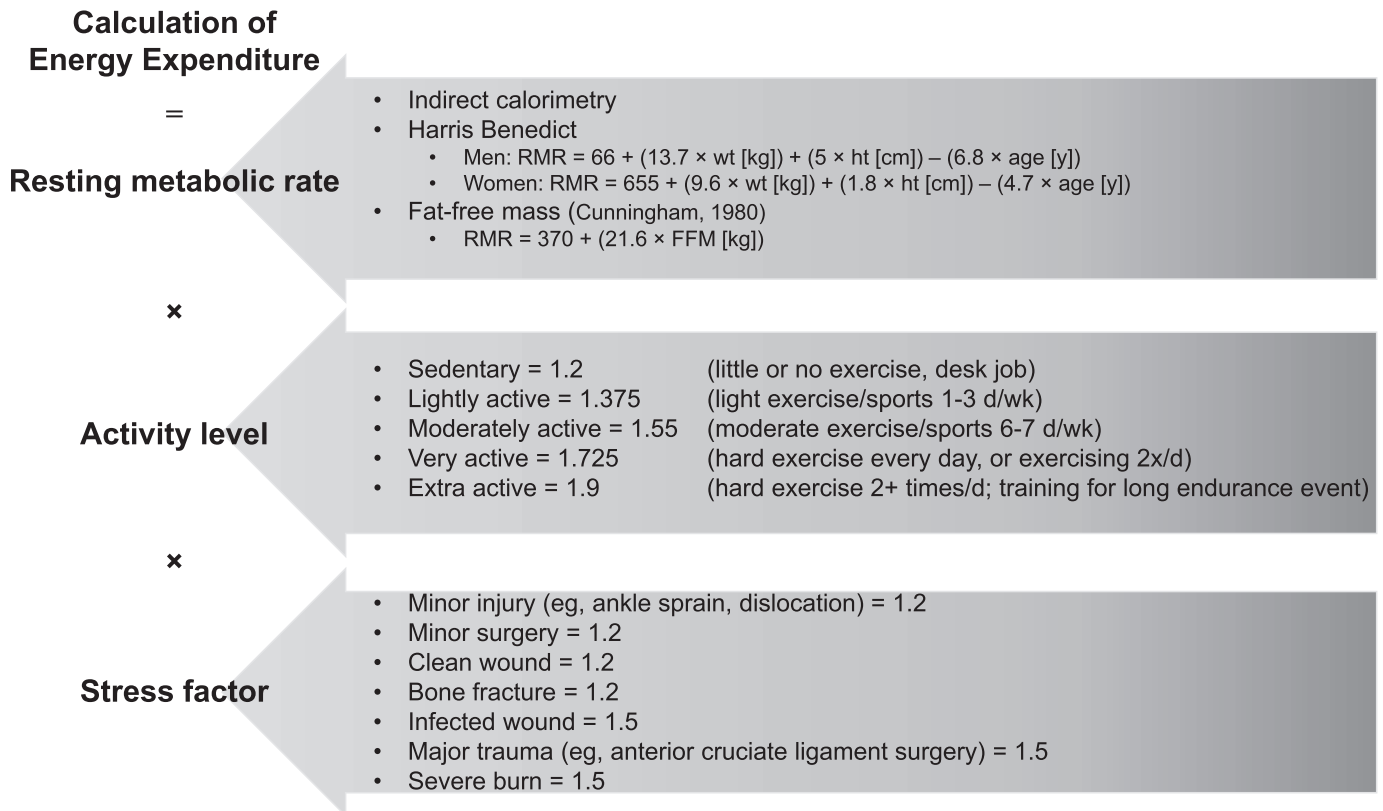 Calculation of
Energy Expenditure
=
Resting metabolic rate
• Indirect calorimetry
• Harris Benedict
• Men: RMR = 66 + (13.7 × wt [kg]) + (5 × ht [cm]) – (6.8 × age [y])
• Women: RMR = 655 + (9.6 × wt [kg]) + (1.8 × ht [cm]) – (4.7 × age [y])
• Fat-free mass (Cunningham, 1980)
• RMR = 370 + (21.6 × FFM [kg])
×
Activity level
• Sedentary = 1.2 (little or no exercise, desk job)
• Lightly active = 1.375 (light exercise/sports 1-3 d/wk)
• Moderately active = 1.55 (moderate exercise/sports 6-7 d/wk)
• Very active = 1.725 (hard exercise every day, or exercising 2x/d)
• Extra active = 1.9 (hard exercise 2+ times/d; training for long endurance event)
×
Stress factor
• Minor injury (eg, ankle sprain, dislocation) = 1.2
• Minor surgery = 1.2
• Clean wound = 1.2
• Bone fracture = 1.2
• Infected wound = 1.5
• Major trauma (eg, anterior cruciate ligament surgery) = 1.5
• Severe burn = 1.5